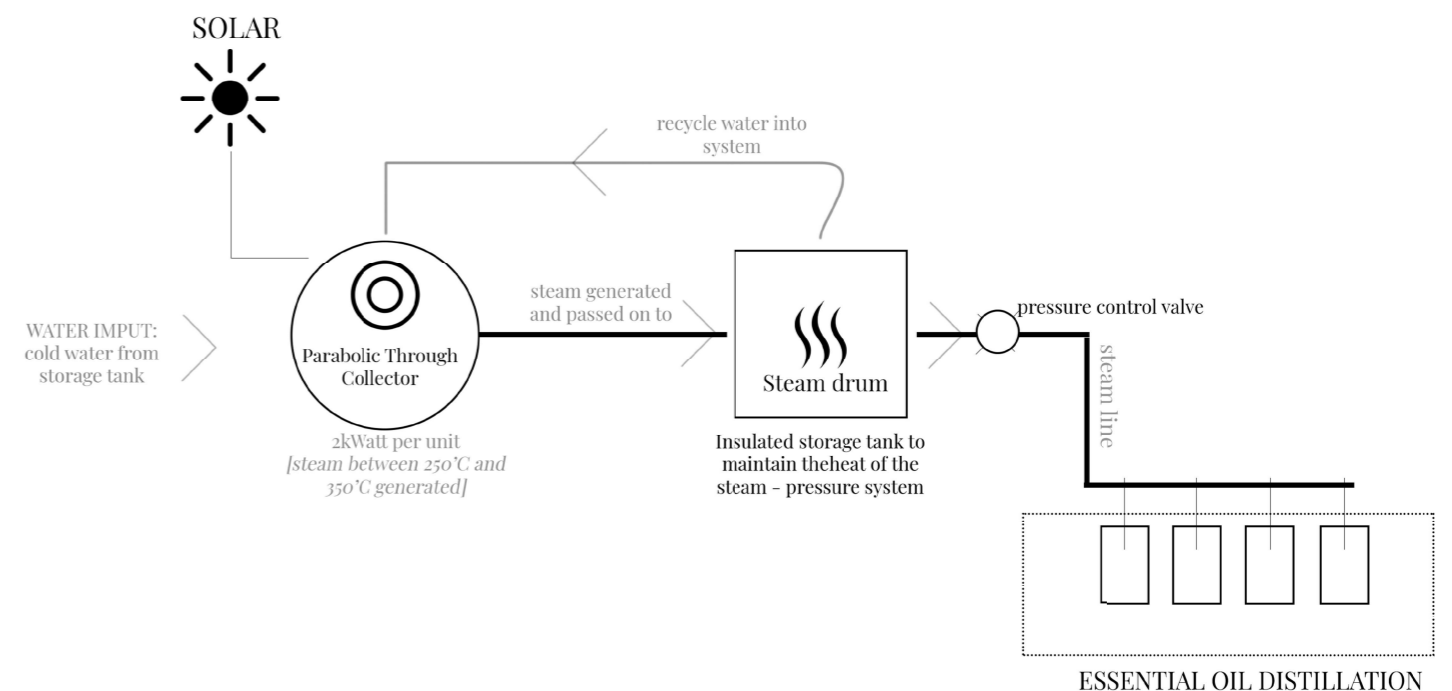 SOLAR
recycle water into
system
steam generated
and passed on to
pressure control valve
WATER IMPUT:
cold water from
storage tank
Parabolic Through
Collector
steam line
Steam drum
2kWatt per unit
[steam between 250°C and
350°C generated]
Insulated storage tank to
maintain theheat of the
steam - pressure system
ESSENTIAL OIL DISTILLATION